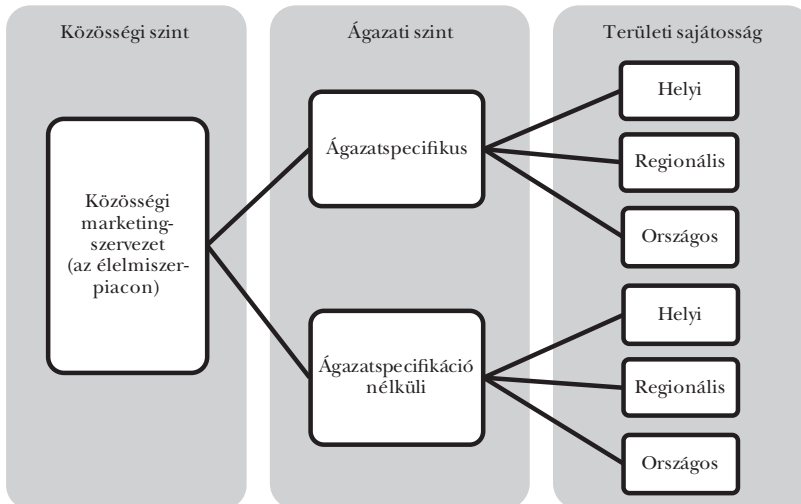 Közösségi szint
Közösségi
marketing-
szervezet
(az élelmiszer-
piacon)
Ágazati szint
Ágazatspecifikus
Ágazatspecifikáció
nélküli
Területi sajátosság
Helyi
Regionális
Országos
Helyi
Regionális
Országos